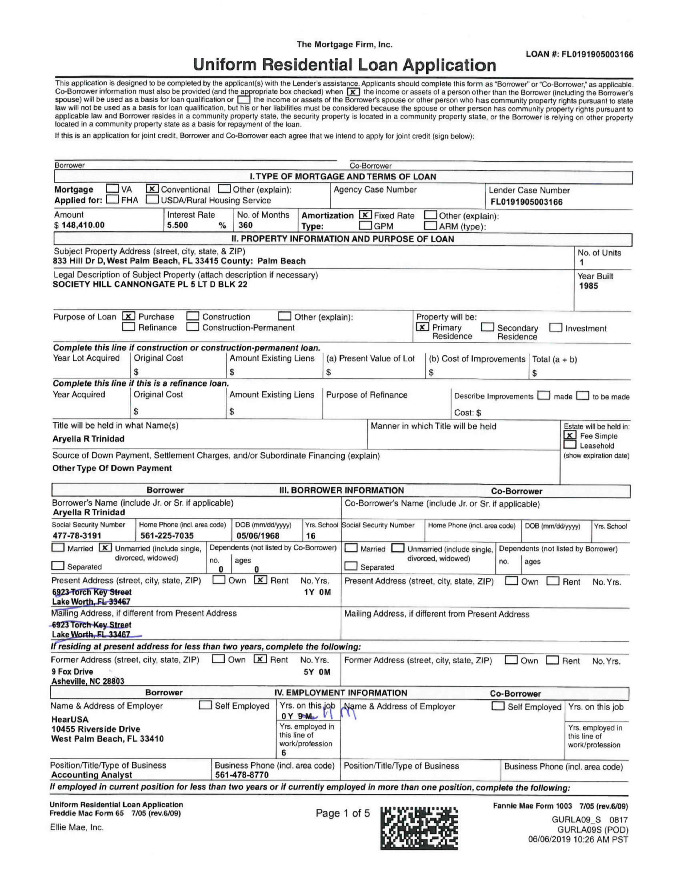 The Mortgage Firm, Inc.
LOAN #: FL0191905003166
Uniform Residential Loan Application
This application is designed to be completed by the applicant(s) with the Lender's assistance. Applicants should complete this form as "Borrower" or "Co-Borrower," as applicable.
Co-Borrower information must also be provided (and the appropriate box checked) when [X] the income or assets of a person other than the Borrower (including the Borrower's
spouse) will be used as a basis for loan qualification or [ ] the income or assets of the Borrower's spouse or other person who has community property rights pursuant to state
law will not be used as a basis for loan qualification, but his or her liabilities must be considered because the spouse or other person has community property rights pursuant to
applicable law and Borrower resides in a community property state, the security property is located in a community property state, or the Borrower is relying on other property
located in a community property state as a basis for repayment of the loan.
If this is an application for joint credit, Borrower and Co-Borrower each agree that we intend to apply for joint credit (sign below):
Borrower Co-Borrower
I. TYPE OF MORTGAGE AND TERMS OF LOAN
Mortgage [ ] VA [X] Conventional [ ] Other (explain): Agency Case Number Lender Case Number
Applied for: [ ] FHA [ ] USDA/Rural Housing Service FL0191905003166
Amount Interest Rate No. of Months Amortization [X] Fixed Rate [ ] Other (explain):
$ 148,410.00 5.500 % 360 Type: [ ] GPM [ ] ARM (type):
II. PROPERTY INFORMATION AND PURPOSE OF LOAN
Subject Property Address (street, city, state, & ZIP) No. of Units
833 Hill Dr D, West Palm Beach, FL 33415 County: Palm Beach 1
Legal Description of Subject Property (attach description if necessary) Year Built
SOCIETY HILL CANNONGATE PL 5 LT D BLK 22 1985
Purpose of Loan [X] Purchase [ ] Construction [ ] Other (explain): Property will be:
[ ] Refinance [ ] Construction-Permanent [X] Primary Residence [ ] Secondary Residence [ ] Investment
Complete this line if construction or construction-permanent loan.
Year Lot Acquired Original Cost Amount Existing Liens (a) Present Value of Lot (b) Cost of Improvements Total (a + b)
$ $ $ $ $
Complete this line if this is a refinance loan.
Year Acquired Original Cost Amount Existing Liens Purpose of Refinance Describe Improvements [ ] made [ ] to be made
$ $ Cost: $
Title will be held in what Name(s) Manner in which Title will be held Estate will be held in:
Aryella R Trinidad [X] Fee Simple
[ ] Leasehold
Source of Down Payment, Settlement Charges, and/or Subordinate Financing (explain) (show expiration date)
Other Type Of Down Payment
Borrower III. BORROWER INFORMATION Co-Borrower
Borrower's Name (include Jr. or Sr. if applicable) Co-Borrower's Name (include Jr. or Sr. if applicable)
Aryella R Trinidad
Social Security Number Home Phone (incl. area code) DOB (mm/dd/yyyy) Yrs. School Social Security Number Home Phone (incl. area code) DOB (mm/dd/yyyy) Yrs. School
477-78-3191 561-225-7035 05/06/1968 16
[ ] Married [X] Unmarried (include single, divorced, widowed) Dependents (not listed by Co-Borrower) [ ] Married [ ] Unmarried (include single, divorced, widowed) Dependents (not listed by Borrower)
[ ] Separated no. 0 ages 0 [ ] Separated no. ages
Present Address (street, city, state, ZIP) [ ] Own [X] Rent No. Yrs. Present Address (street, city, state, ZIP) [ ] Own [ ] Rent No. Yrs.
6923 Torch Key Street 1Y 0M
Lake Worth, FL 33467
Mailing Address, if different from Present Address Mailing Address, if different from Present Address
6923 Torch Key Street
Lake Worth, FL 33467
If residing at present address for less than two years, complete the following:
Former Address (street, city, state, ZIP) [ ] Own [X] Rent No. Yrs. Former Address (street, city, state, ZIP) [ ] Own [ ] Rent No. Yrs.
9 Fox Drive 5Y 0M
Asheville, NC 28803
Borrower IV. EMPLOYMENT INFORMATION Co-Borrower
Name & Address of Employer [ ] Self Employed Yrs. on this job Name & Address of Employer [ ] Self Employed Yrs. on this job
HearUSA 0 Y 9 M
10455 Riverside Drive Yrs. employed in this line of work/profession Yrs. employed in this line of work/profession
West Palm Beach, FL 33410 6
Position/Title/Type of Business Business Phone (incl. area code) Position/Title/Type of Business Business Phone (incl. area code)
Accounting Analyst 561-478-8770
If employed in current position for less than two years or if currently employed in more than one position, complete the following:
Uniform Residential Loan Application Fannie Mae Form 1003 7/05 (rev.6/09)
Freddie Mac Form 65 7/05 (rev.6/09) Page 1 of 5
Ellie Mae, Inc. GURLA09_S 0817
GURLA09S (POD)
06/06/2019 10:26 AM PST